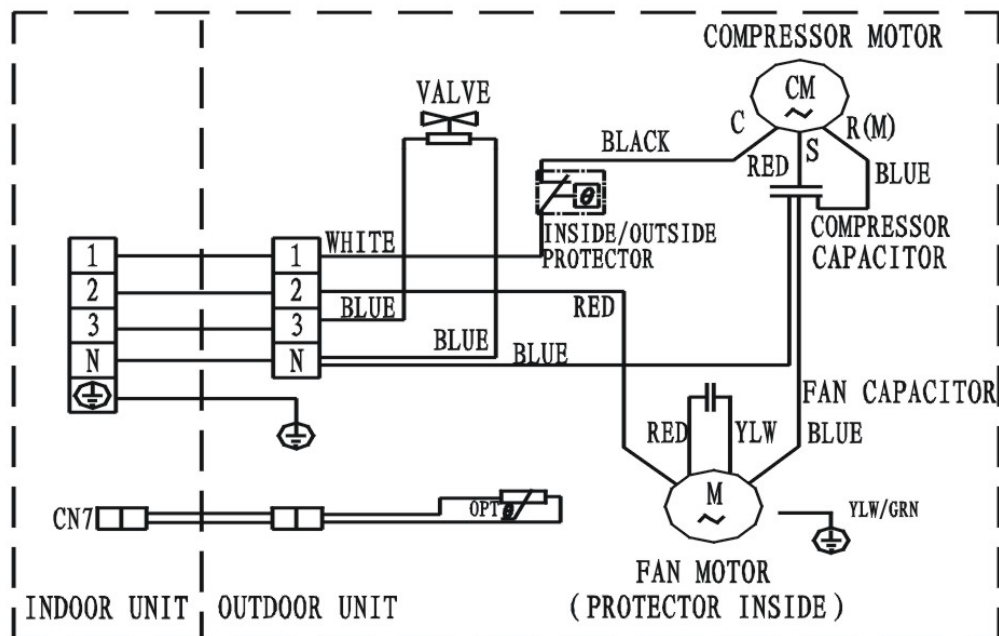 COMPRESSOR MOTOR
VALVE
CM
C
S
R(M)
BLACK
RED
BLUE
θ
COMPRESSOR
CAPACITOR
INSIDE/OUTSIDE
PROTECTOR
WHITE
1
2
3
N
1
2
3
N
BLUE
RED
BLUE
BLUE
FAN CAPACITOR
RED
YLW
BLUE
M
CN7
OPT
θ
YLW/GRN
FAN MOTOR
(PROTECTOR INSIDE)
INDOOR UNIT
OUTDOOR UNIT